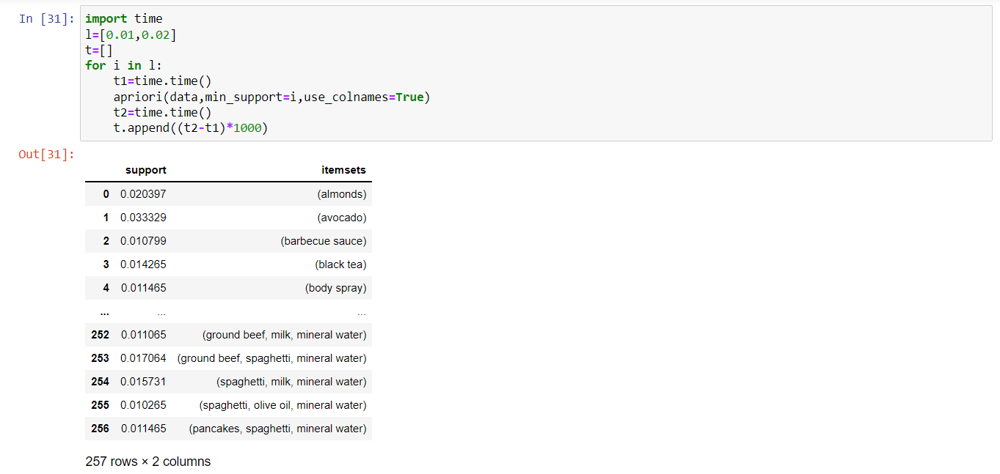 In [31]: import time
l=[0.01,0.02]
t=[]
for i in l:
    t1=time.time()
    apriori(data,min_support=i,use_colnames=True)
    t2=time.time()
    t.append((t2-t1)*1000)
Out[31]:
support itemsets
0 0.020397 (almonds)
1 0.033329 (avocado)
2 0.010799 (barbecue sauce)
3 0.014265 (black tea)
4 0.011465 (body spray)
... ... ...
252 0.011065 (ground beef, milk, mineral water)
253 0.017064 (ground beef, spaghetti, mineral water)
254 0.015731 (spaghetti, milk, mineral water)
255 0.010265 (spaghetti, olive oil, mineral water)
256 0.011465 (pancakes, spaghetti, mineral water)
257 rows × 2 columns